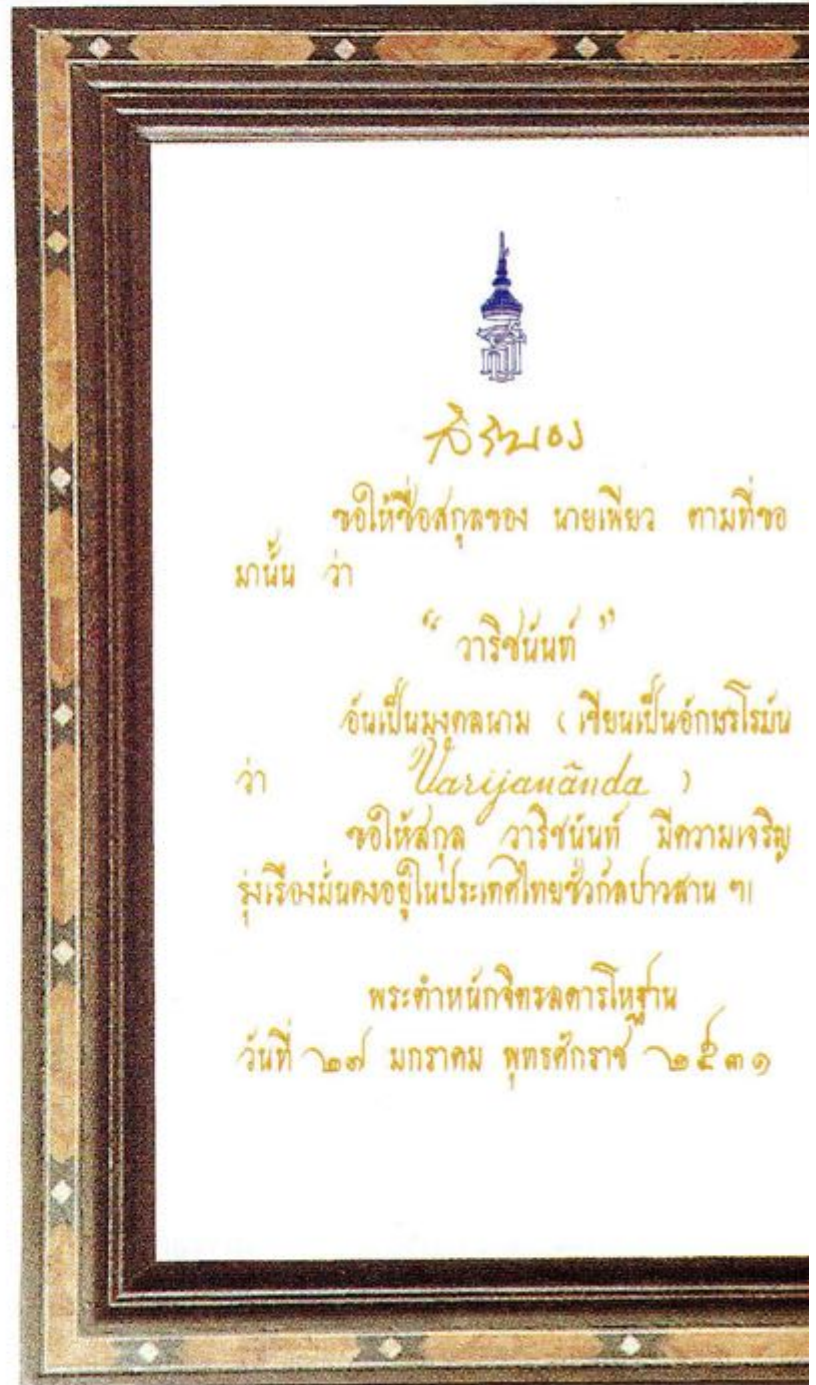 ขอให้ชื่อสกุลของ นายเพียว ตามที่ขอ
มานั้น ว่า
“ วาริชนันท์ ”
อันเป็นมงคลนาม ( เขียนเป็นอักษรโรมัน
ว่า Varijanānda )
ขอให้สกุล วาริชนันท์ มีความเจริญ
รุ่งเรืองมั่นคงอยู่ในประเทศไทยชั่วกัลปาวสาน ฯ
พระตำหนักจิตรลดารโหฐาน
วันที่ ๒๗ มกราคม พุทธศักราช ๒๕๓๑